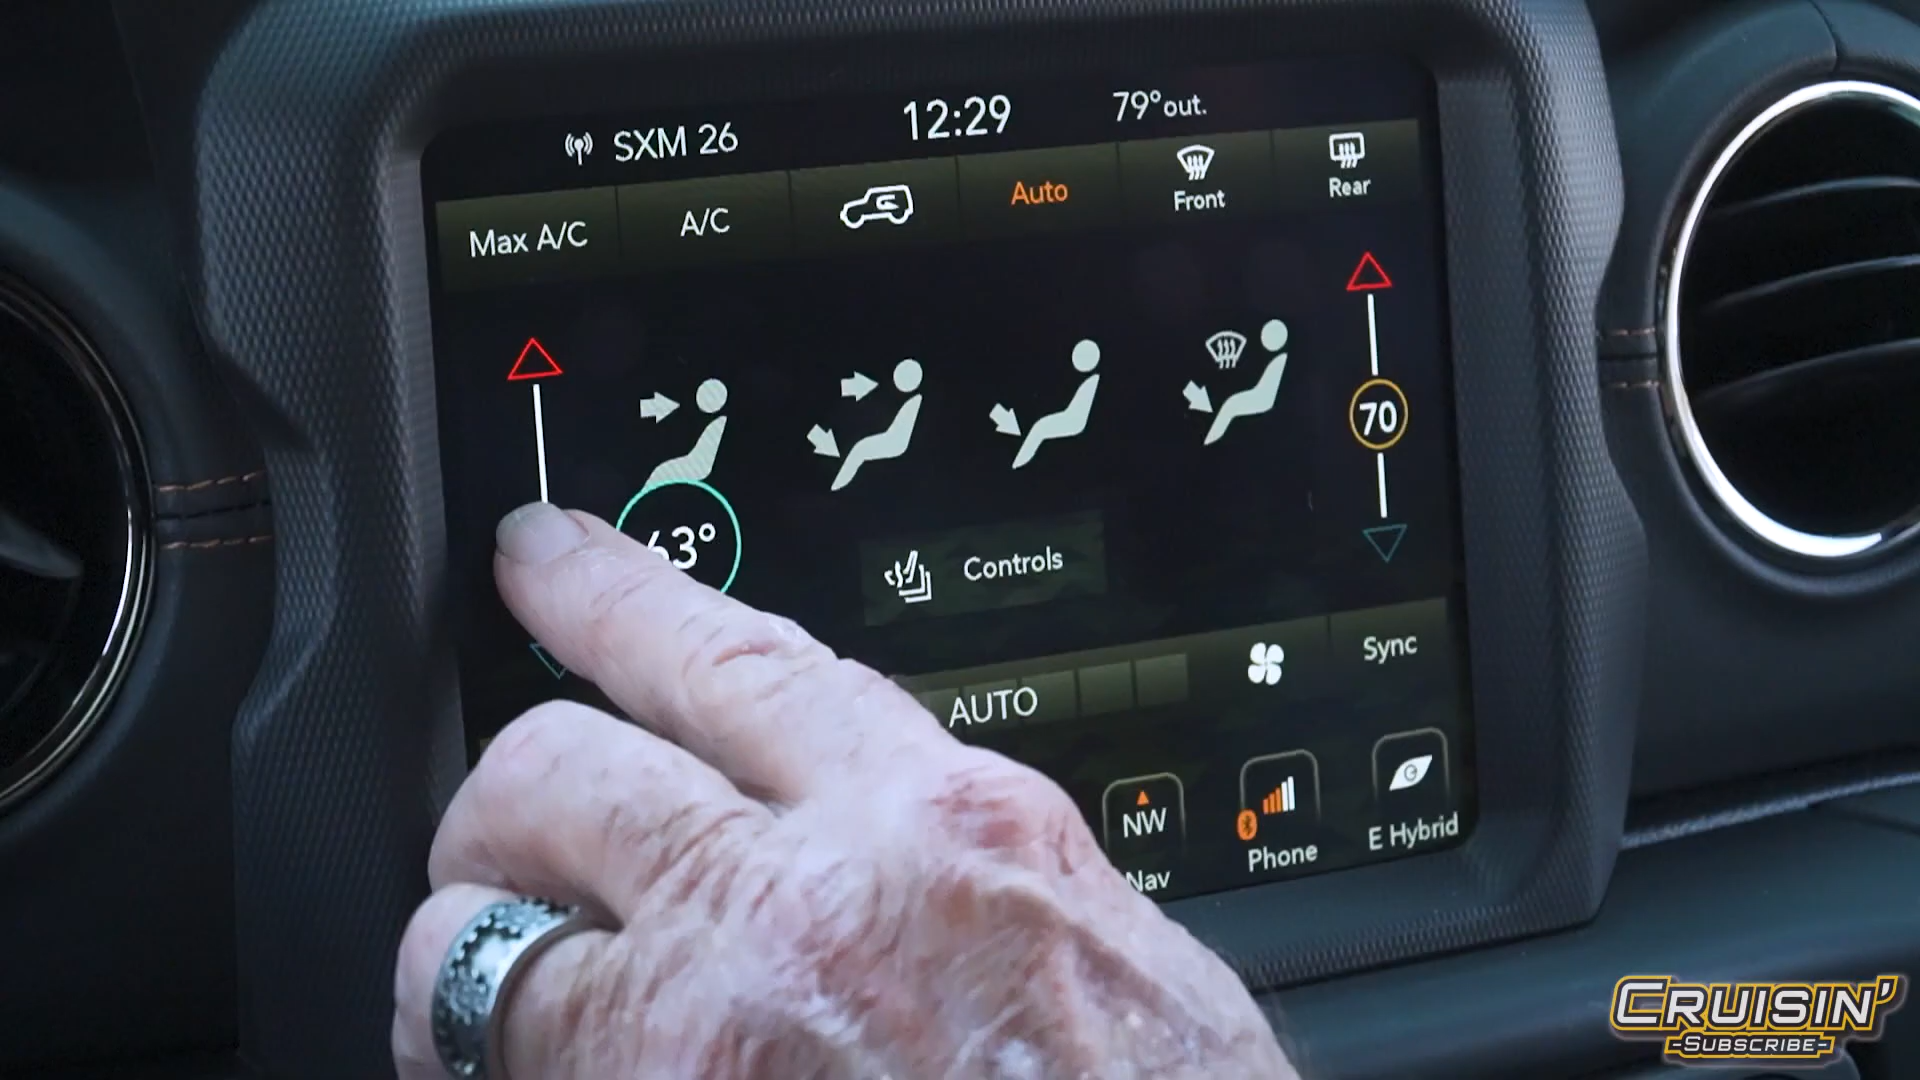 SXM 26
12:29
79° out.
Max A/C
A/C
Auto
Front
Rear
70
63°
Controls
Sync
AUTO
NW
Nav
Phone
E Hybrid
CRUISIN'
-SUBSCRIBE-